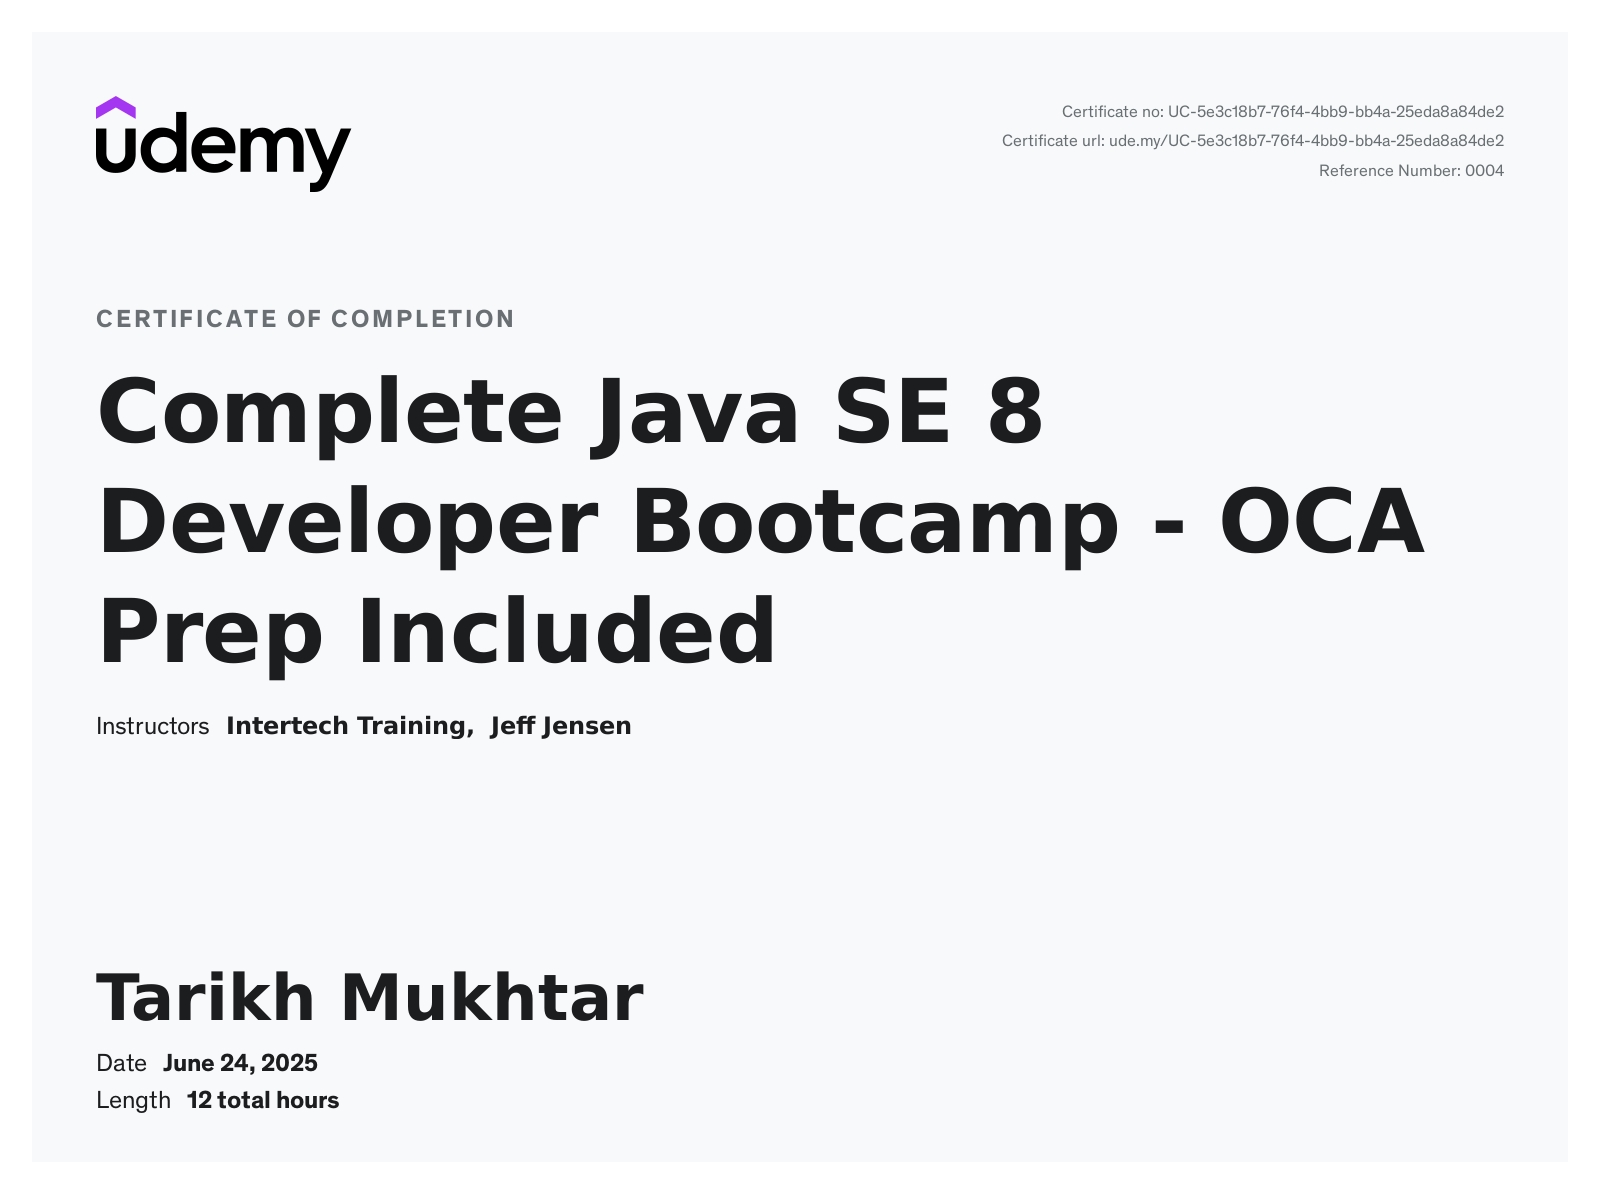 udemy
Certificate no: UC-5e3c18b7-76f4-4bb9-bb4a-25eda8a84de2
Certificate url: ude.my/UC-5e3c18b7-76f4-4bb9-bb4a-25eda8a84de2
Reference Number: 0004
CERTIFICATE OF COMPLETION
Complete Java SE 8
Developer Bootcamp - OCA
Prep Included
Instructors Intertech Training, Jeff Jensen
Tarikh Mukhtar
Date June 24, 2025
Length 12 total hours